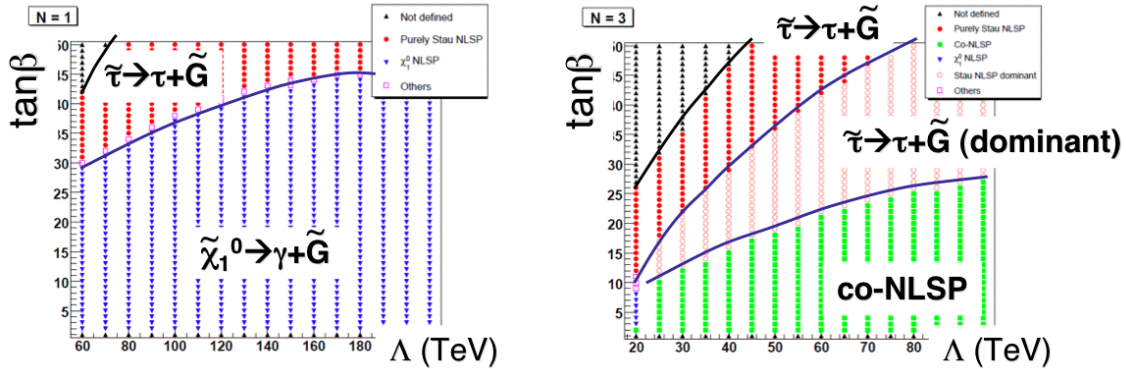 N = 1
Not defined
Purely Stau NLSP
χ₁⁰ NLSP
Others
τ̃→τ+G̃
χ̃₁⁰→γ+G̃
tanβ
50
45
40
35
30
25
20
15
10
5
60 80 100 120 140 160 180
Λ (TeV)
N = 3
Not defined
Purely Stau NLSP
Co-NLSP
χ₁⁰ NLSP
Stau NLSP dominant
Others
τ̃→τ+G̃
τ̃→τ+G̃ (dominant)
co-NLSP
tanβ
50
45
40
35
30
25
20
15
10
5
20 30 40 50 60 70 80
Λ (TeV)